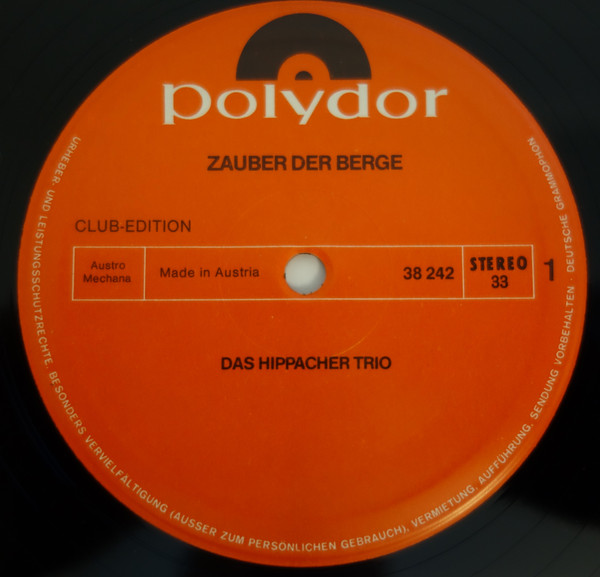 polydor
ZAUBER DER BERGE
CLUB-EDITION
Austro
Mechana
Made in Austria
38 242
STEREO
33
1
DAS HIPPACHER TRIO
URHEBER- UND LEISTUNGSSCHUTZRECHTE, BESONDERS VERVIELFÄLTIGUNG (AUSSER ZUM PERSÖNLICHEN GEBRAUCH), VERMIETUNG, AUFFÜHRUNG, SENDUNG VORBEHALTEN · DEUTSCHE GRAMMOPHON